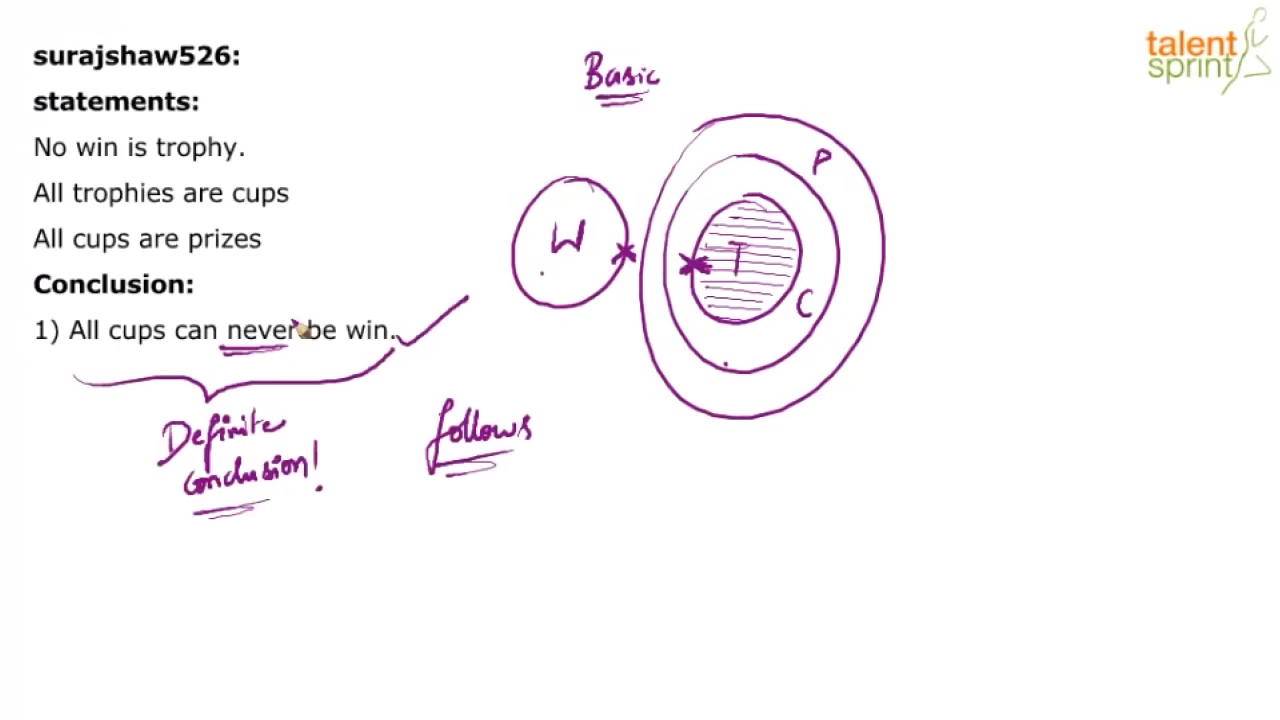 surajshaw526:
statements:
No win is trophy.
All trophies are cups
All cups are prizes
Conclusion:
1) All cups can never be win.
Definite
conclusion!
follows
Basic
W
P
T
C
talent
sprint